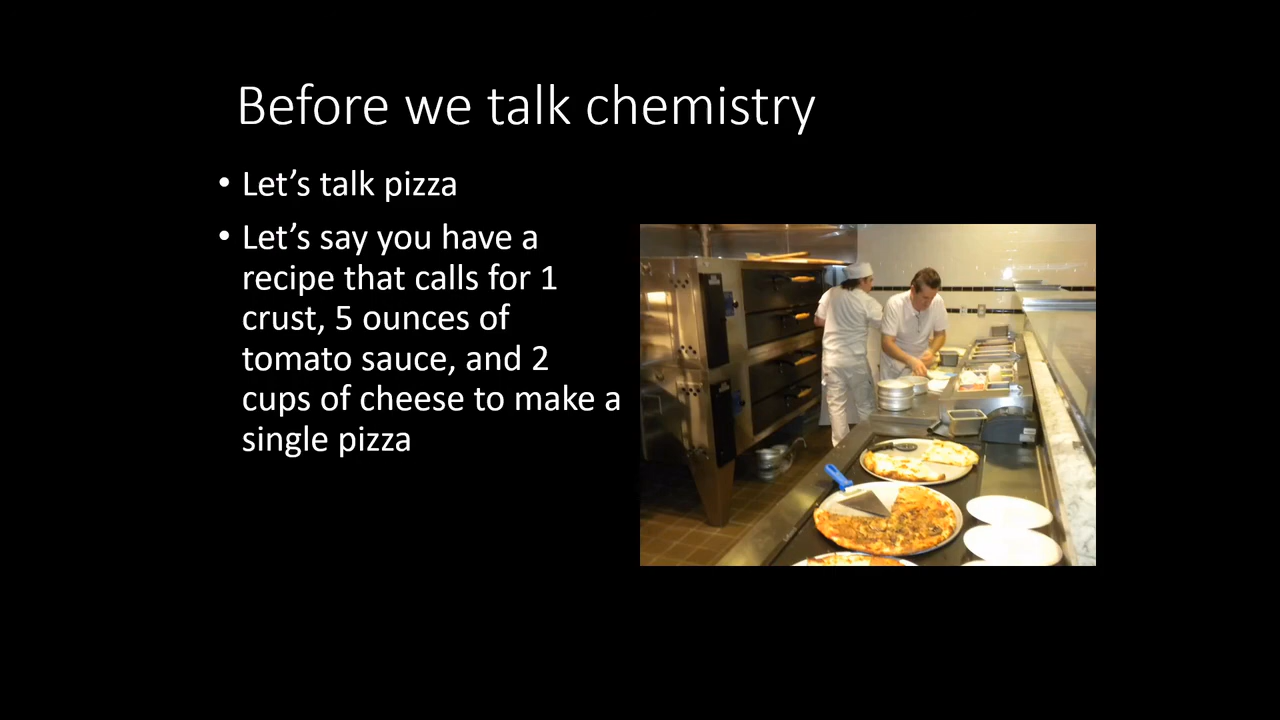 Before we talk chemistry
• Let’s talk pizza
• Let’s say you have a
recipe that calls for 1
crust, 5 ounces of
tomato sauce, and 2
cups of cheese to make a
single pizza